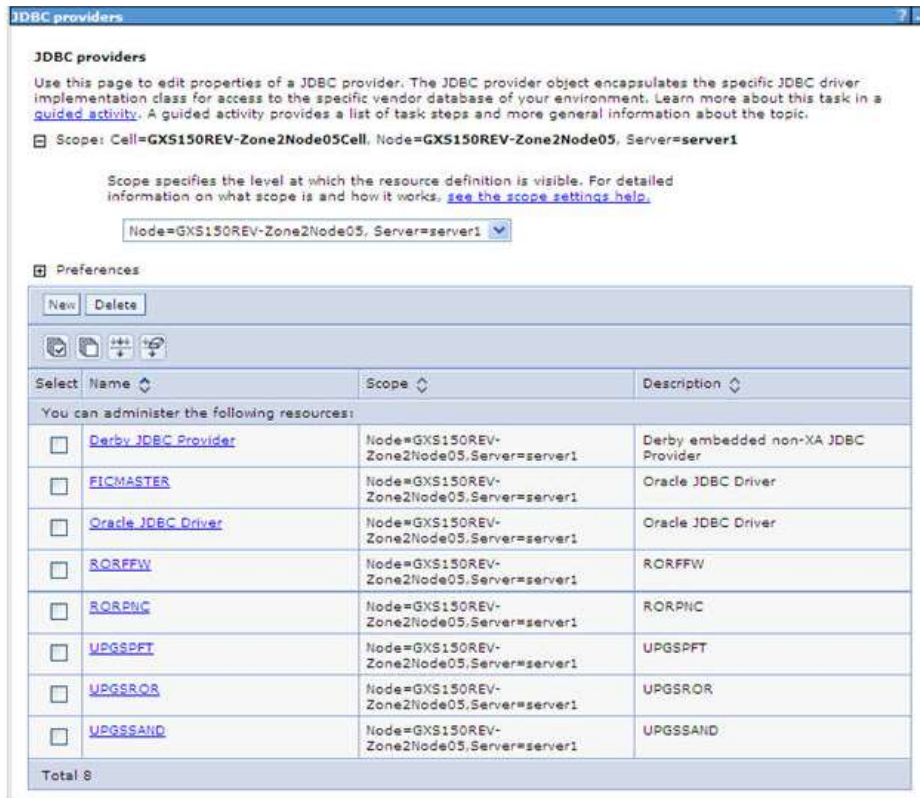 JDBC providers
?
JDBC providers
Use this page to edit properties of a JDBC provider. The JDBC provider object encapsulates the specific JDBC driver
implementation class for access to the specific vendor database of your environment. Learn more about this task in a
guided activity. A guided activity provides a list of task steps and more general information about the topic.
Scope: Cell=GXS150REV-Zone2Node05Cell, Node=GXS150REV-Zone2Node05, Server=server1
Scope specifies the level at which the resource definition is visible. For detailed
information on what scope is and how it works, see the scope settings help.
Node=GXS150REV-Zone2Node05, Server=server1
Preferences
New Delete
Select Name Scope Description
You can administer the following resources:
Derby JDBC Provider Node=GXS150REV- Derby embedded non-XA JDBC
Zone2Node05,Server=server1 Provider
FICMASTER Node=GXS150REV- Oracle JDBC Driver
Zone2Node05,Server=server1
Oracle JDBC Driver Node=GXS150REV- Oracle JDBC Driver
Zone2Node05,Server=server1
RORFFW Node=GXS150REV- RORFFW
Zone2Node05,Server=server1
RORPNC Node=GXS150REV- RORPNC
Zone2Node05,Server=server1
UPGSPFT Node=GXS150REV- UPGSPFT
Zone2Node05,Server=server1
UPGSROR Node=GXS150REV- UPGSROR
Zone2Node05,Server=server1
UPGSSAND Node=GXS150REV- UPGSSAND
Zone2Node05,Server=server1
Total 8